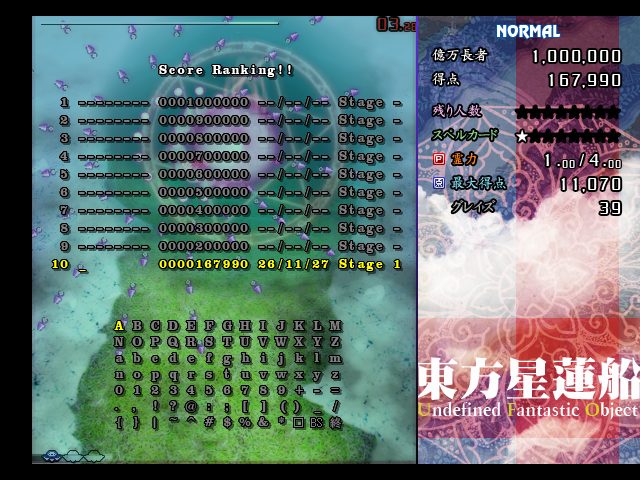 03.28
NORMAL
億万長者 1,000,000
得点 167,990
残り人数
スペルカード
P 霊力 1.00/4.00
点 最大得点 11,070
グレイズ 39
Score Ranking!!
1 -------- 0001000000 --/--/-- Stage -
2 -------- 0000900000 --/--/-- Stage -
3 -------- 0000800000 --/--/-- Stage -
4 -------- 0000700000 --/--/-- Stage -
5 -------- 0000600000 --/--/-- Stage -
6 -------- 0000500000 --/--/-- Stage -
7 -------- 0000400000 --/--/-- Stage -
8 -------- 0000300000 --/--/-- Stage -
9 -------- 0000200000 --/--/-- Stage -
10 _ 0000167990 26/11/27 Stage 1
A B C D E F G H I J K L M
N O P Q R S T U V W X Y Z
a b c d e f g h i j k l m
n o p q r s t u v w x y z
0 1 2 3 4 5 6 7 8 9 + - =
. , ! ? @ : ; [ ] ( ) _ /
{ } | ~ ^ # $ % & * □ BS 終
東方星蓮船
Undefined Fantastic Object